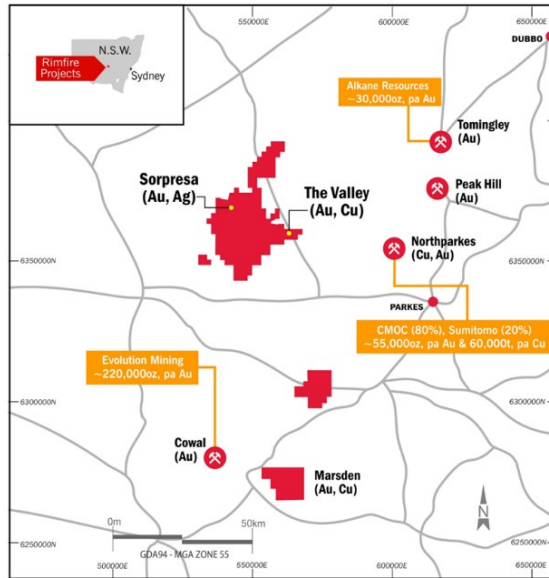 550000E
600000E
650000E
N.S.W.
Rimfire
Projects
Sydney
DUBBO
Alkane Resources
~30,000oz, pa Au
Tomingley
(Au)
Sorpresa
(Au, Ag)
The Valley
(Au, Cu)
Peak Hill
(Au)
Northparkes
(Cu, Au)
6350000N
6350000N
PARKES
CMOC (80%), Sumitomo (20%)
~55,000oz, pa Au & 60,000t, pa Cu
Evolution Mining
~220,000oz, pa Au
6300000N
6300000N
Cowal
(Au)
Marsden
(Au, Cu)
0m
50km
GDA94 - MGA ZONE 55
N
6250000N
6250000N
500000E
550000E
600000E
650000E